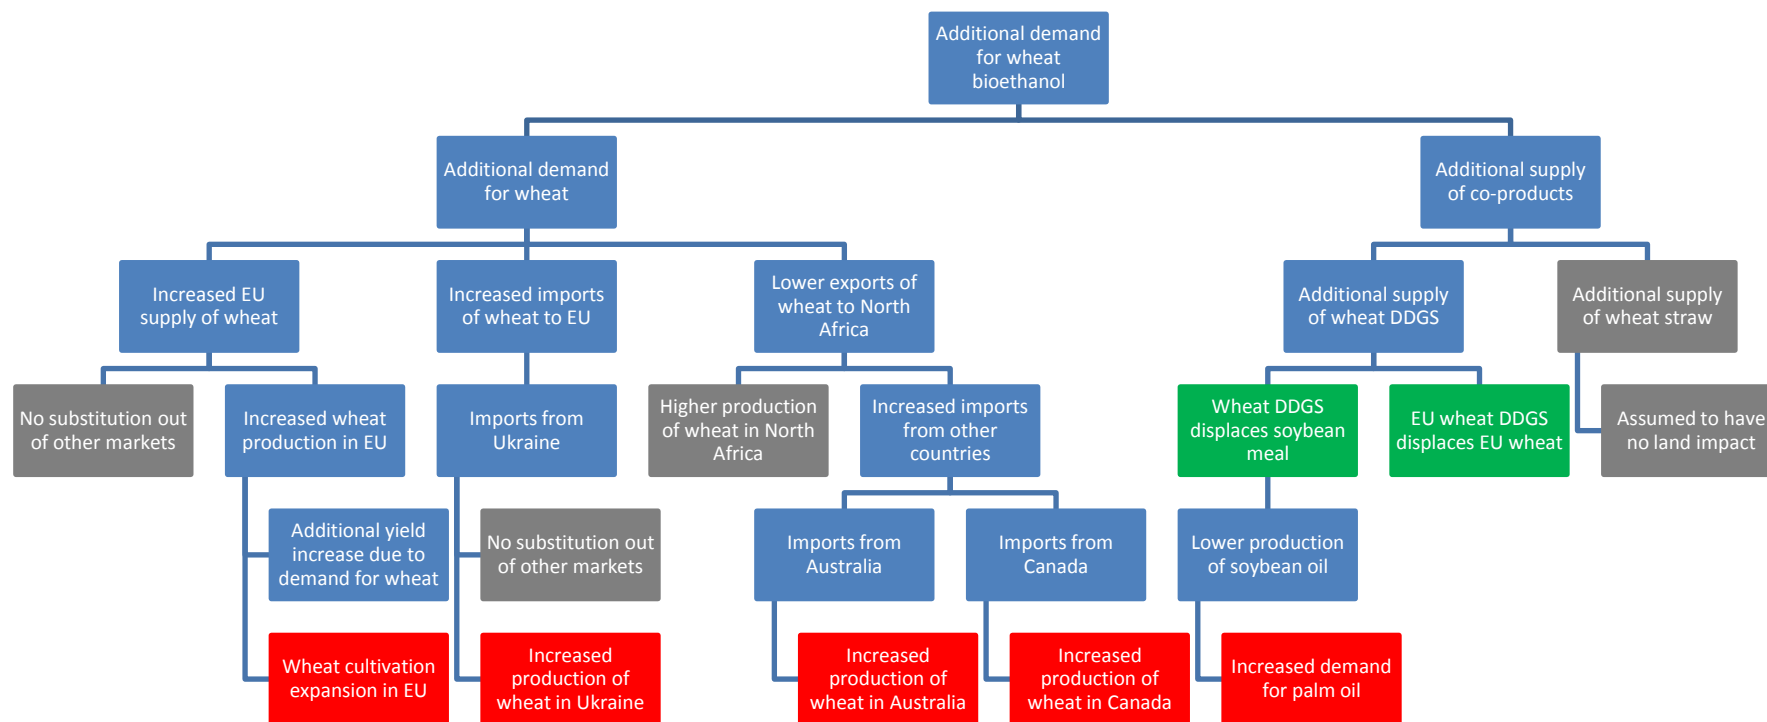 Additional demand
for wheat
bioethanol
Additional demand
for wheat
Additional supply
of co-products
Increased EU
supply of wheat
Increased imports
of wheat to EU
Lower exports of
wheat to North
Africa
Additional supply
of wheat DDGS
Additional supply
of wheat straw
No substitution out
of other markets
Increased wheat
production in EU
Imports from
Ukraine
Higher production
of wheat in North
Africa
Increased imports
from other
countries
Wheat DDGS
displaces soybean
meal
EU wheat DDGS
displaces EU wheat
Assumed to have
no land impact
Additional yield
increase due to
demand for wheat
No substitution out
of other markets
Imports from
Australia
Imports from
Canada
Lower production
of soybean oil
Wheat cultivation
expansion in EU
Increased
production of
wheat in Ukraine
Increased
production of
wheat in Australia
Increased
production of
wheat in Canada
Increased demand
for palm oil